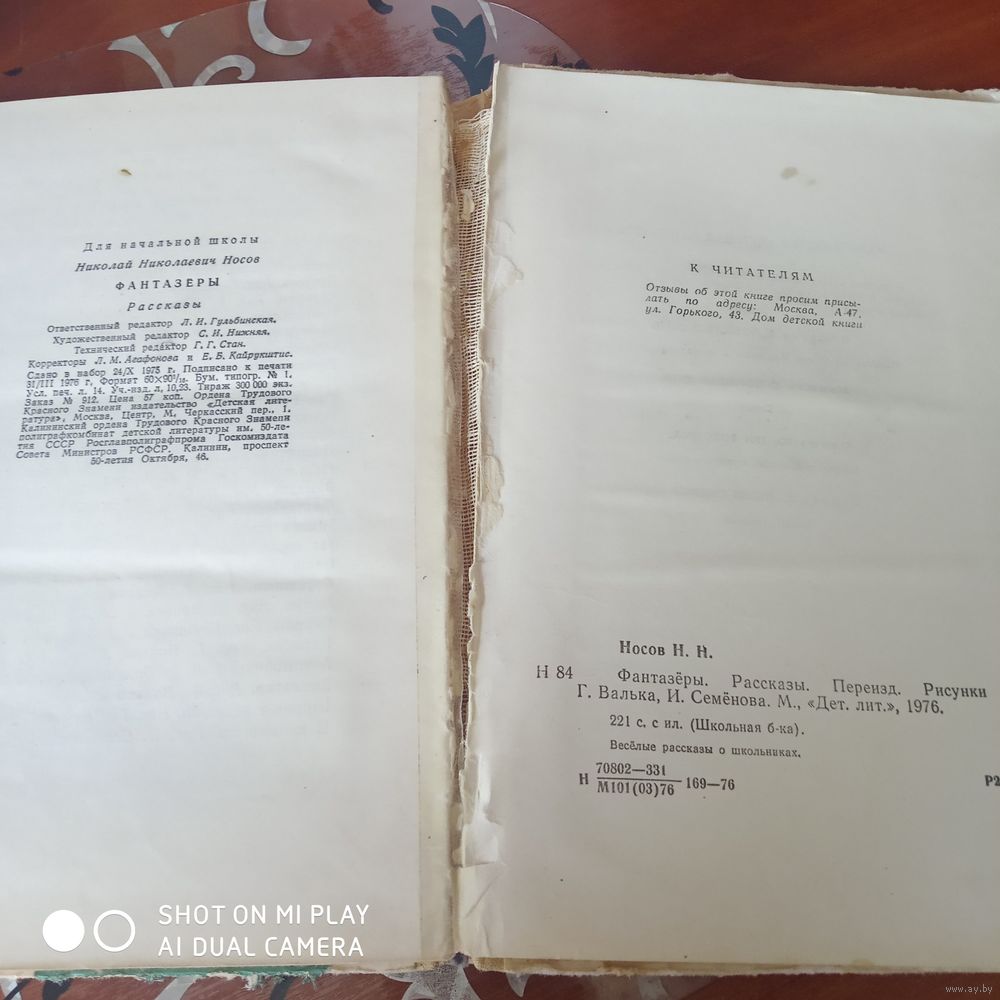 Для начальной школы
Николай Николаевич Носов
ФАНТАЗЕРЫ
Рассказы
Ответственный редактор Л. И. Гульбинская.
Художественный редактор С. И. Нижняя.
Технический редактор Г. Г. Стан.
Корректоры Л. М. Агафонова и Е. Б. Кайрукштис.
Сдано в набор 24/X 1975 г. Подписано к печати
31/III 1976 г. Формат 60×90¹/₁₆. Бум. типогр. № 1.
Усл. печ. л. 14. Уч.-изд. л. 10,23. Тираж 300 000 экз.
Заказ № 912. Цена 57 коп. Ордена Трудового
Красного Знамени издательство «Детская лите-
ратура», Москва, Центр, М. Черкасский пер., 1.
Калининский ордена Трудового Красного Знамени
полиграфкомбинат детской литературы им. 50-ле-
тия СССР Росглавполиграфпрома Госкомиздата
Совета Министров РСФСР. Калинин, проспект
50-летия Октября, 46.
К ЧИТАТЕЛЯМ
Отзывы об этой книге просим присы-
лать по адресу: Москва, А-47,
ул. Горького, 43. Дом детской книги
Носов Н. Н.
Н 84 Фантазёры. Рассказы. Переизд. Рисунки
Г. Валька, И. Семёнова. М., «Дет. лит.», 1976.
221 с. с ил. (Школьная б-ка).
Весёлые рассказы о школьниках.
70802—331
Н 169—76
М101(03)76
Р2
SHOT ON MI PLAY
AI DUAL CAMERA
www.ay.by